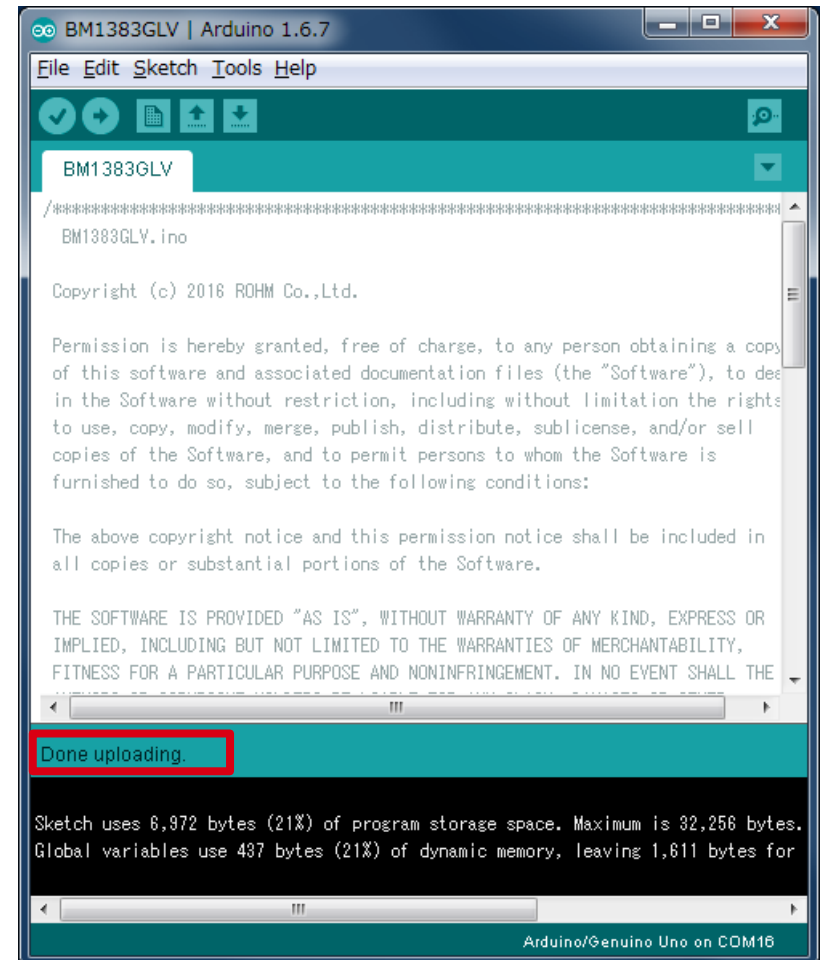 BM1383GLV | Arduino 1.6.7
File Edit Sketch Tools Help
BM1383GLV
/******************************************************************************
BM1383GLV.ino
Copyright (c) 2016 ROHM Co.,Ltd.
Permission is hereby granted, free of charge, to any person obtaining a copy
of this software and associated documentation files (the "Software"), to dea
in the Software without restriction, including without limitation the rights
to use, copy, modify, merge, publish, distribute, sublicense, and/or sell
copies of the Software, and to permit persons to whom the Software is
furnished to do so, subject to the following conditions:
The above copyright notice and this permission notice shall be included in
all copies or substantial portions of the Software.
THE SOFTWARE IS PROVIDED "AS IS", WITHOUT WARRANTY OF ANY KIND, EXPRESS OR
IMPLIED, INCLUDING BUT NOT LIMITED TO THE WARRANTIES OF MERCHANTABILITY,
FITNESS FOR A PARTICULAR PURPOSE AND NONINFRINGEMENT. IN NO EVENT SHALL THE
Done uploading.
Sketch uses 6,972 bytes (21%) of program storage space. Maximum is 32,256 bytes.
Global variables use 437 bytes (21%) of dynamic memory, leaving 1,611 bytes for
Arduino/Genuino Uno on COM16